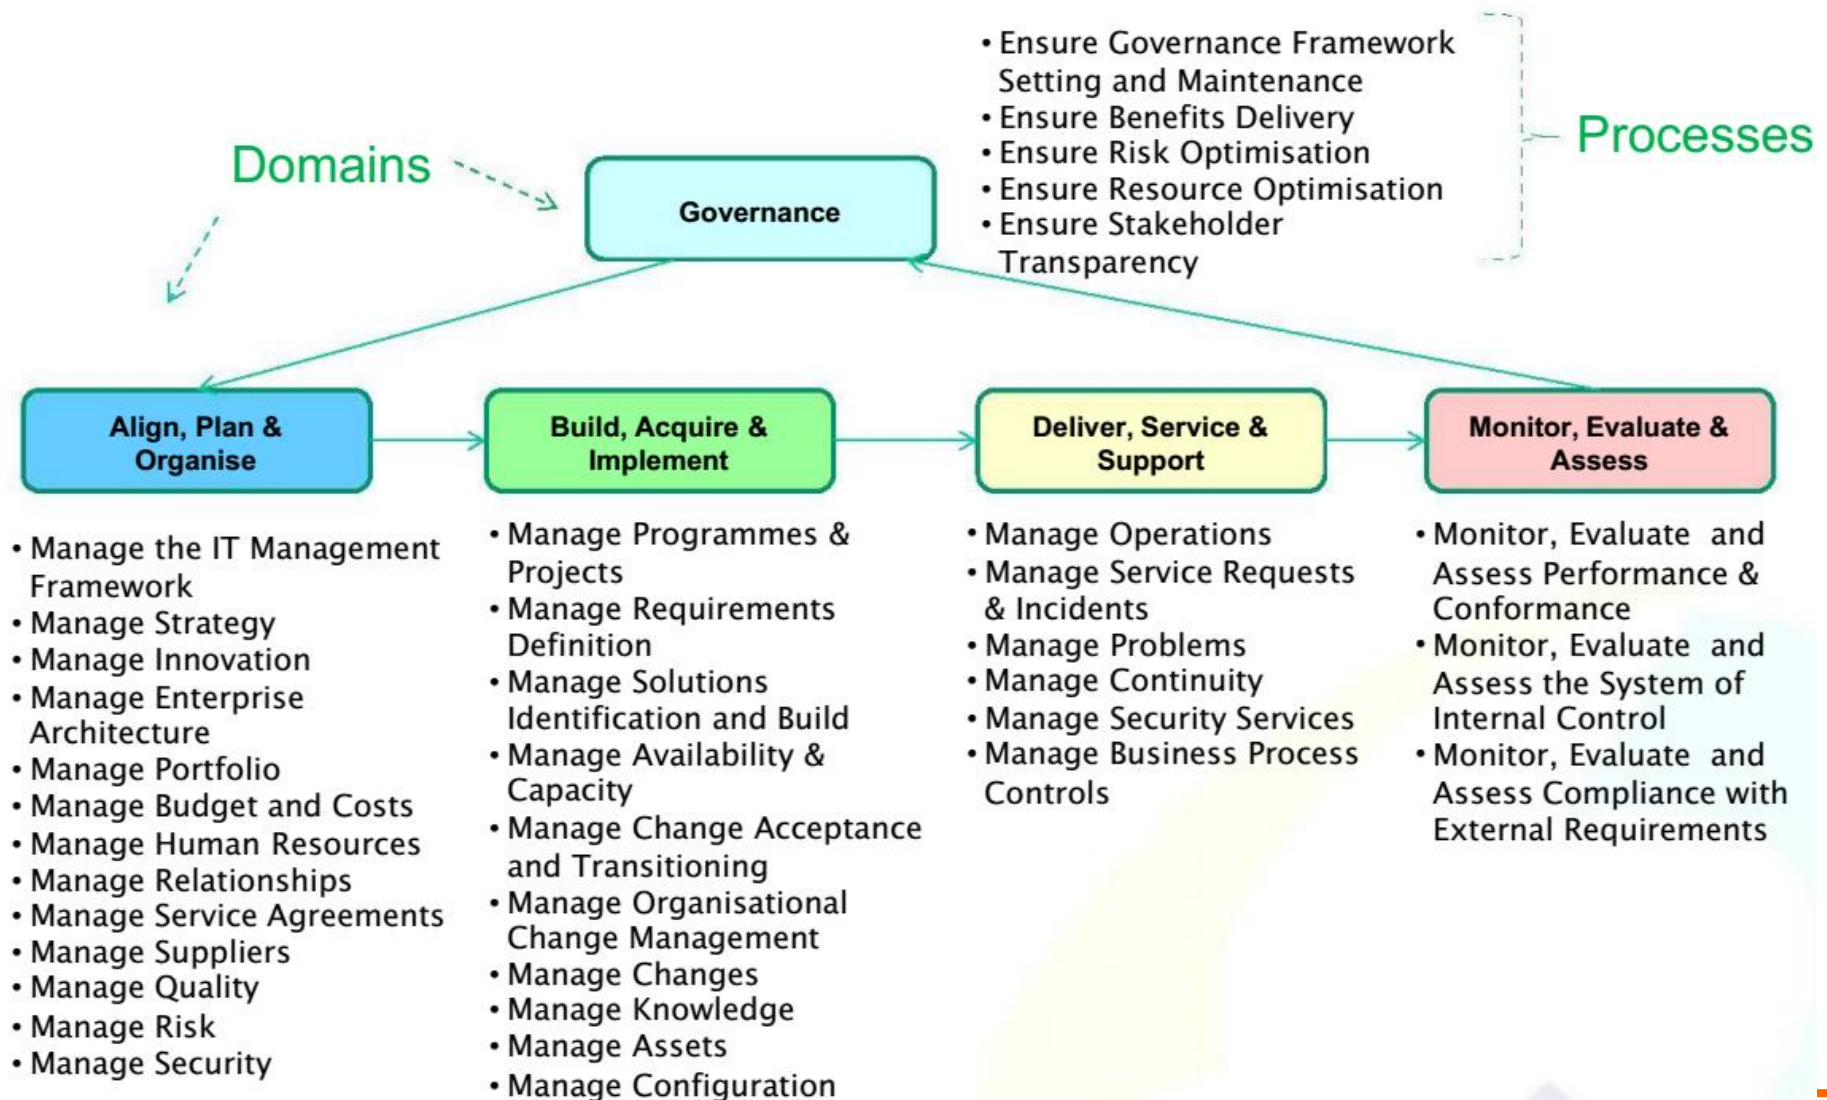 Domains
Governance
• Ensure Governance Framework
Setting and Maintenance
• Ensure Benefits Delivery
• Ensure Risk Optimisation
• Ensure Resource Optimisation
• Ensure Stakeholder
Transparency
Processes
Align, Plan &
Organise
• Manage the IT Management
Framework
• Manage Strategy
• Manage Innovation
• Manage Enterprise
Architecture
• Manage Portfolio
• Manage Budget and Costs
• Manage Human Resources
• Manage Relationships
• Manage Service Agreements
• Manage Suppliers
• Manage Quality
• Manage Risk
• Manage Security
Build, Acquire &
Implement
• Manage Programmes &
Projects
• Manage Requirements
Definition
• Manage Solutions
Identification and Build
• Manage Availability &
Capacity
• Manage Change Acceptance
and Transitioning
• Manage Organisational
Change Management
• Manage Changes
• Manage Knowledge
• Manage Assets
• Manage Configuration
Deliver, Service &
Support
• Manage Operations
• Manage Service Requests
& Incidents
• Manage Problems
• Manage Continuity
• Manage Security Services
• Manage Business Process
Controls
Monitor, Evaluate &
Assess
• Monitor, Evaluate and
Assess Performance &
Conformance
• Monitor, Evaluate and
Assess the System of
Internal Control
• Monitor, Evaluate and
Assess Compliance with
External Requirements